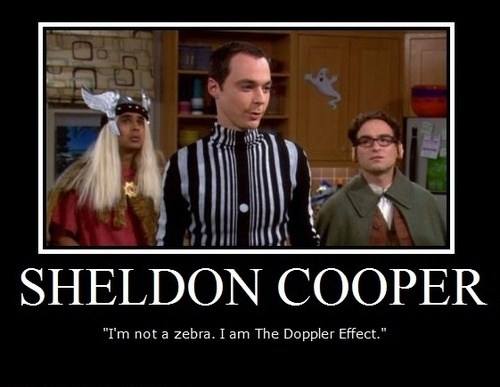 SHELDON COOPER
"I'm not a zebra. I am The Doppler Effect."